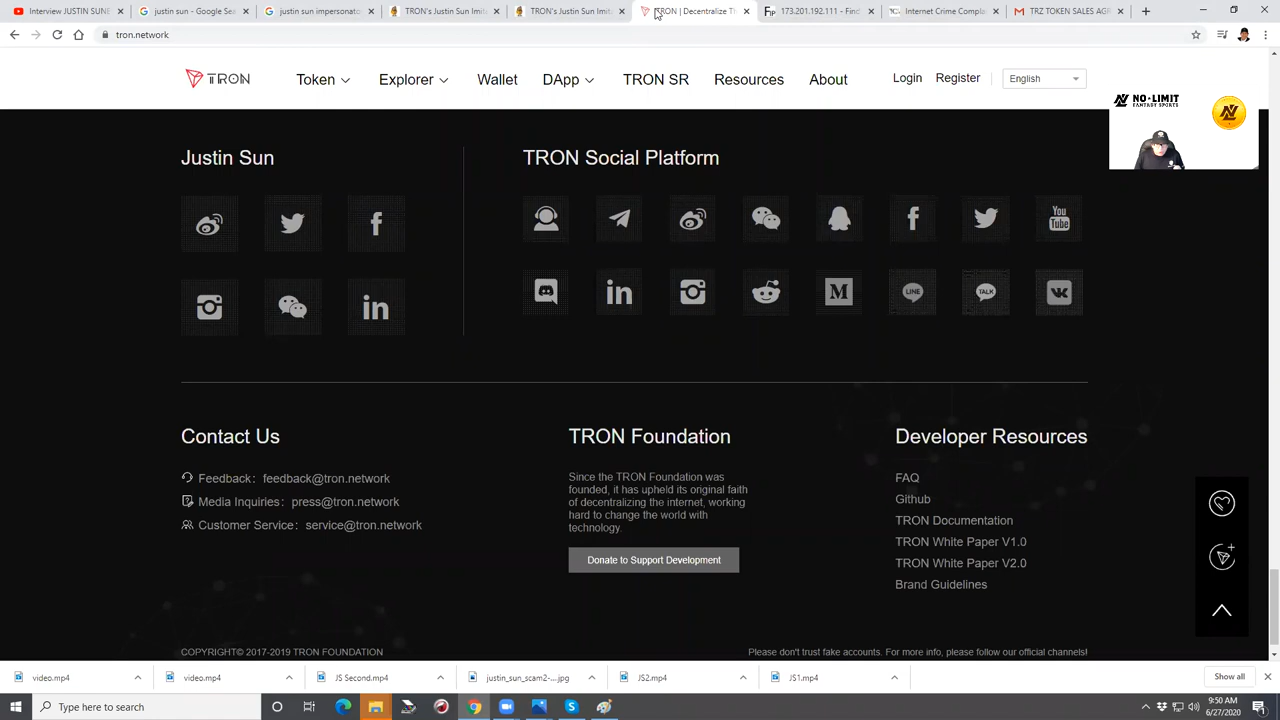 Interview JUSTIN SUN
justin sun - Google Sea
justin sun impersonato
TRON's Justin Sun Imita
TRON's Justin Sun Imita
TRON | Decentralize Th
173.201.192.111 - Find
Internet Crime Compla
TRZ TOKEN SALES AGR
tron.network
TRON
Token
Explorer
Wallet
DApp
TRON SR
Resources
About
Login
Register
English
NO-LIMIT
FANTASY SPORTS
Justin Sun
TRON Social Platform
You
Tube
LINE
TALK
Contact Us
Feedback: feedback@tron.network
Media Inquiries: press@tron.network
Customer Service: service@tron.network
TRON Foundation
Since the TRON Foundation was
founded, it has upheld its original faith
of decentralizing the internet, working
hard to change the world with
technology.
Donate to Support Development
Developer Resources
FAQ
Github
TRON Documentation
TRON White Paper V1.0
TRON White Paper V2.0
Brand Guidelines
COPYRIGHT© 2017-2019 TRON FOUNDATION
Please don't trust fake accounts. For more info, please follow our official channels!
video.mp4
video.mp4
JS Second.mp4
justin_sun_scam2-...jpg
JS2.mp4
JS1.mp4
Show all
Type here to search
9:50 AM
6/27/2020